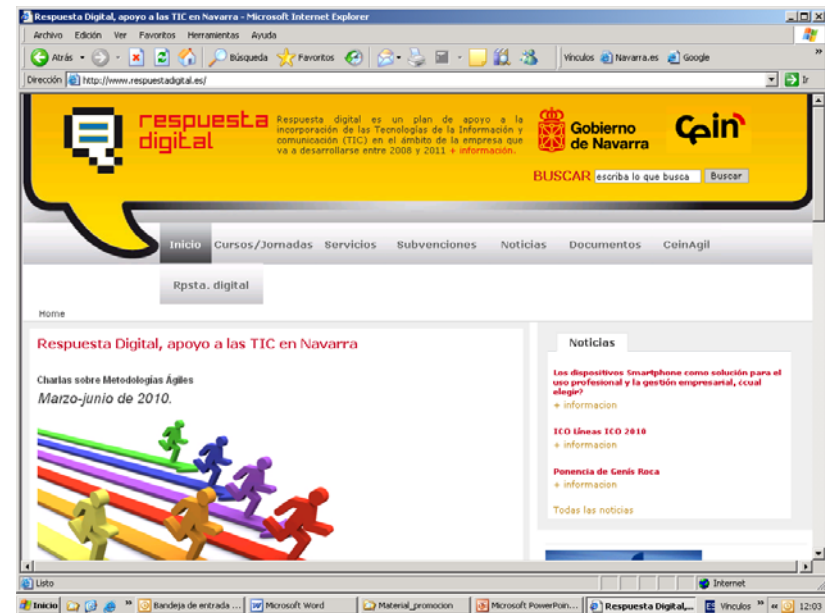 Respuesta Digital, apoyo a las TIC en Navarra - Microsoft Internet Explorer
Archivo Edición Ver Favoritos Herramientas Ayuda
Atrás Búsqueda Favoritos Vínculos Navarra.es Google »
Dirección http://www.respuestadigital.es/ Ir
respuesta
digital
Respuesta digital es un plan de apoyo a la
incorporación de las Tecnologías de la Información y
comunicación (TIC) en el ámbito de la empresa que
va a desarrollarse entre 2008 y 2011 + información.
Gobierno
de Navarra
Cein
BUSCAR escriba lo que busca Buscar
Inicio Cursos/Jornadas Servicios Subvenciones Noticias Documentos CeinAgil
Rpsta. digital
Home
Respuesta Digital, apoyo a las TIC en Navarra
Charlas sobre Metodologías Ágiles
Marzo-junio de 2010.
Noticias
Los dispositivos Smartphone como solución para el
uso profesional y la gestión empresarial, ¿cual
elegir?
+ informacion
ICO Líneas ICO 2010
+ informacion
Ponencia de Genís Roca
+ informacion
Todas las noticias
Listo Internet
Inicio » Bandeja de entrada ... Microsoft Word Material_promocion Microsoft PowerPoin... Respuesta Digital,... Vínculos » « 12:03